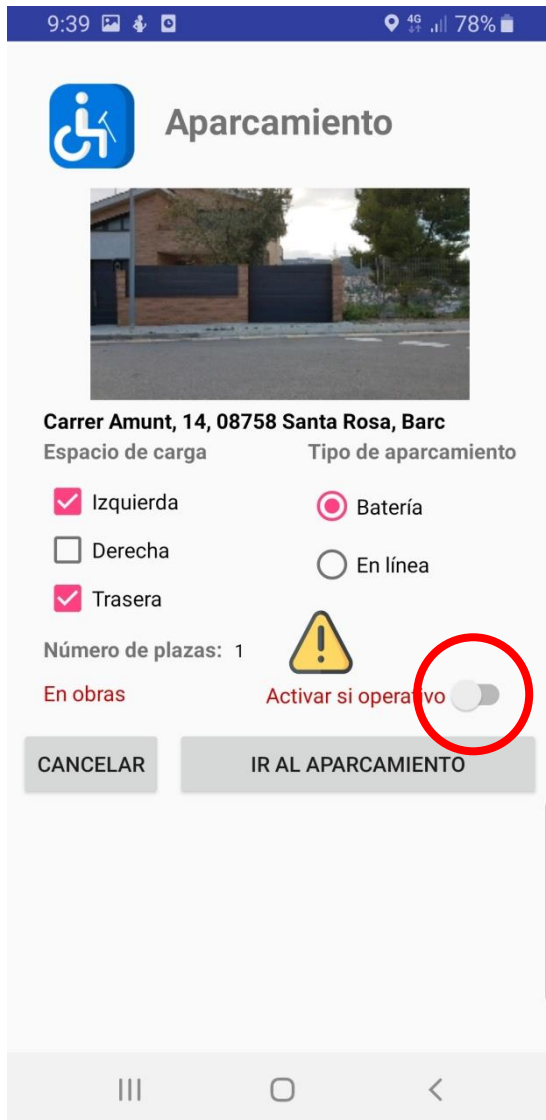 9:39 4G 78%
Aparcamiento
Carrer Amunt, 14, 08758 Santa Rosa, Barc
Espacio de carga Tipo de aparcamiento
Izquierda Batería
Derecha En línea
Trasera
Número de plazas: 1
En obras Activar si operativo
CANCELAR IR AL APARCAMIENTO